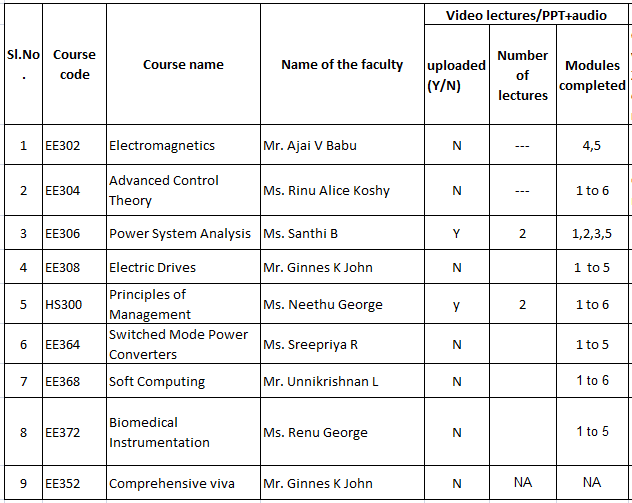 Video lectures/PPT+audio
Sl.No
.
Course
code
Course name
Name of the faculty
uploaded
(Y/N)
Number
of
lectures
Modules
completed
1 EE302 Electromagnetics Mr. Ajai V Babu N --- 4,5
2 EE304 Advanced Control
Theory Ms. Rinu Alice Koshy N --- 1 to 6
3 EE306 Power System Analysis Ms. Santhi B Y 2 1,2,3,5
4 EE308 Electric Drives Mr. Ginnes K John N 1 to 5
5 HS300 Principles of
Management Ms. Neethu George y 2 1 to 6
6 EE364 Switched Mode Power
Converters Ms. Sreepriya R N 1 to 5
7 EE368 Soft Computing Mr. Unnikrishnan L N 1 to 6
8 EE372 Biomedical
Instrumentation Ms. Renu George N 1 to 5
9 EE352 Comprehensive viva Mr. Ginnes K John N NA NA